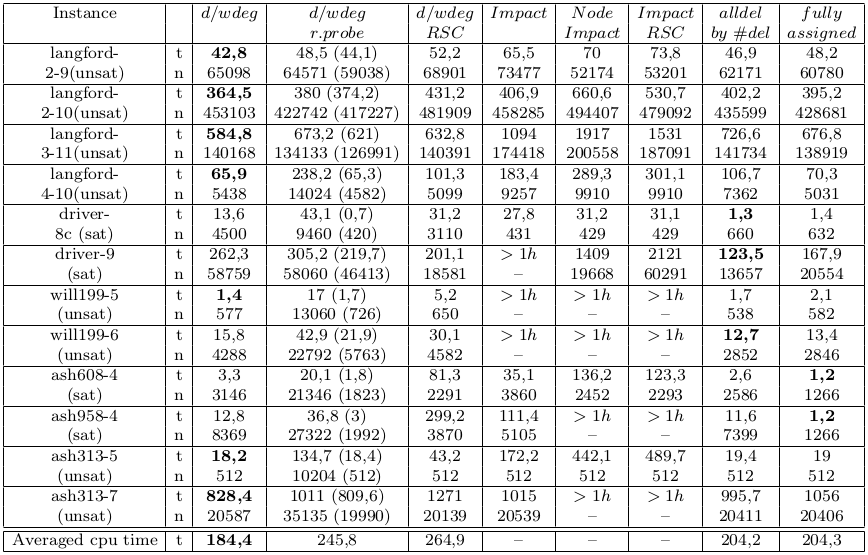 Instance d/wdeg d/wdeg d/wdeg Impact Node Impact alldel fully
r.probe RSC Impact RSC by #del assigned
langford- t 42,8 48,5 (44,1) 52,2 65,5 70 73,8 46,9 48,2
2-9(unsat) n 65098 64571 (59038) 68901 73477 52174 53201 62171 60780
langford- t 364,5 380 (374,2) 431,2 406,9 660,6 530,7 402,2 395,2
2-10(unsat) n 453103 422742 (417227) 481909 458285 494407 479092 435599 428681
langford- t 584,8 673,2 (621) 632,8 1094 1917 1531 726,6 676,8
3-11(unsat) n 140168 134133 (126991) 140391 174418 200558 187091 141734 138919
langford- t 65,9 238,2 (65,3) 101,3 183,4 289,3 301,1 106,7 70,3
4-10(unsat) n 5438 14024 (4582) 5099 9257 9910 9910 7362 5031
driver- t 13,6 43,1 (0,7) 31,2 27,8 31,2 31,1 1,3 1,4
8c (sat) n 4500 9460 (420) 3110 431 429 429 660 632
driver-9 t 262,3 305,2 (219,7) 201,1 > 1h 1409 2121 123,5 167,9
(sat) n 58759 58060 (46413) 18581 – 19668 60291 13657 20554
will199-5 t 1,4 17 (1,7) 5,2 > 1h > 1h > 1h 1,7 2,1
(unsat) n 577 13060 (726) 650 – – – 538 582
will199-6 t 15,8 42,9 (21,9) 30,1 > 1h > 1h > 1h 12,7 13,4
(unsat) n 4288 22792 (5763) 4582 – – – 2852 2846
ash608-4 t 3,3 20,1 (1,8) 81,3 35,1 136,2 123,3 2,6 1,2
(sat) n 3146 21346 (1823) 2291 3860 2452 2293 2586 1266
ash958-4 t 12,8 36,8 (3) 299,2 111,4 > 1h > 1h 11,6 1,2
(sat) n 8369 27322 (1992) 3870 5105 – – 7399 1266
ash313-5 t 18,2 134,7 (18,4) 43,2 172,2 442,1 489,7 19,4 19
(unsat) n 512 10204 (512) 512 512 512 512 512 512
ash313-7 t 828,4 1011 (809,6) 1271 1015 > 1h > 1h 995,7 1056
(unsat) n 20587 35135 (19990) 20139 20539 – – 20411 20406
Averaged cpu time t 184,4 245,8 264,9 – – – 204,2 204,3